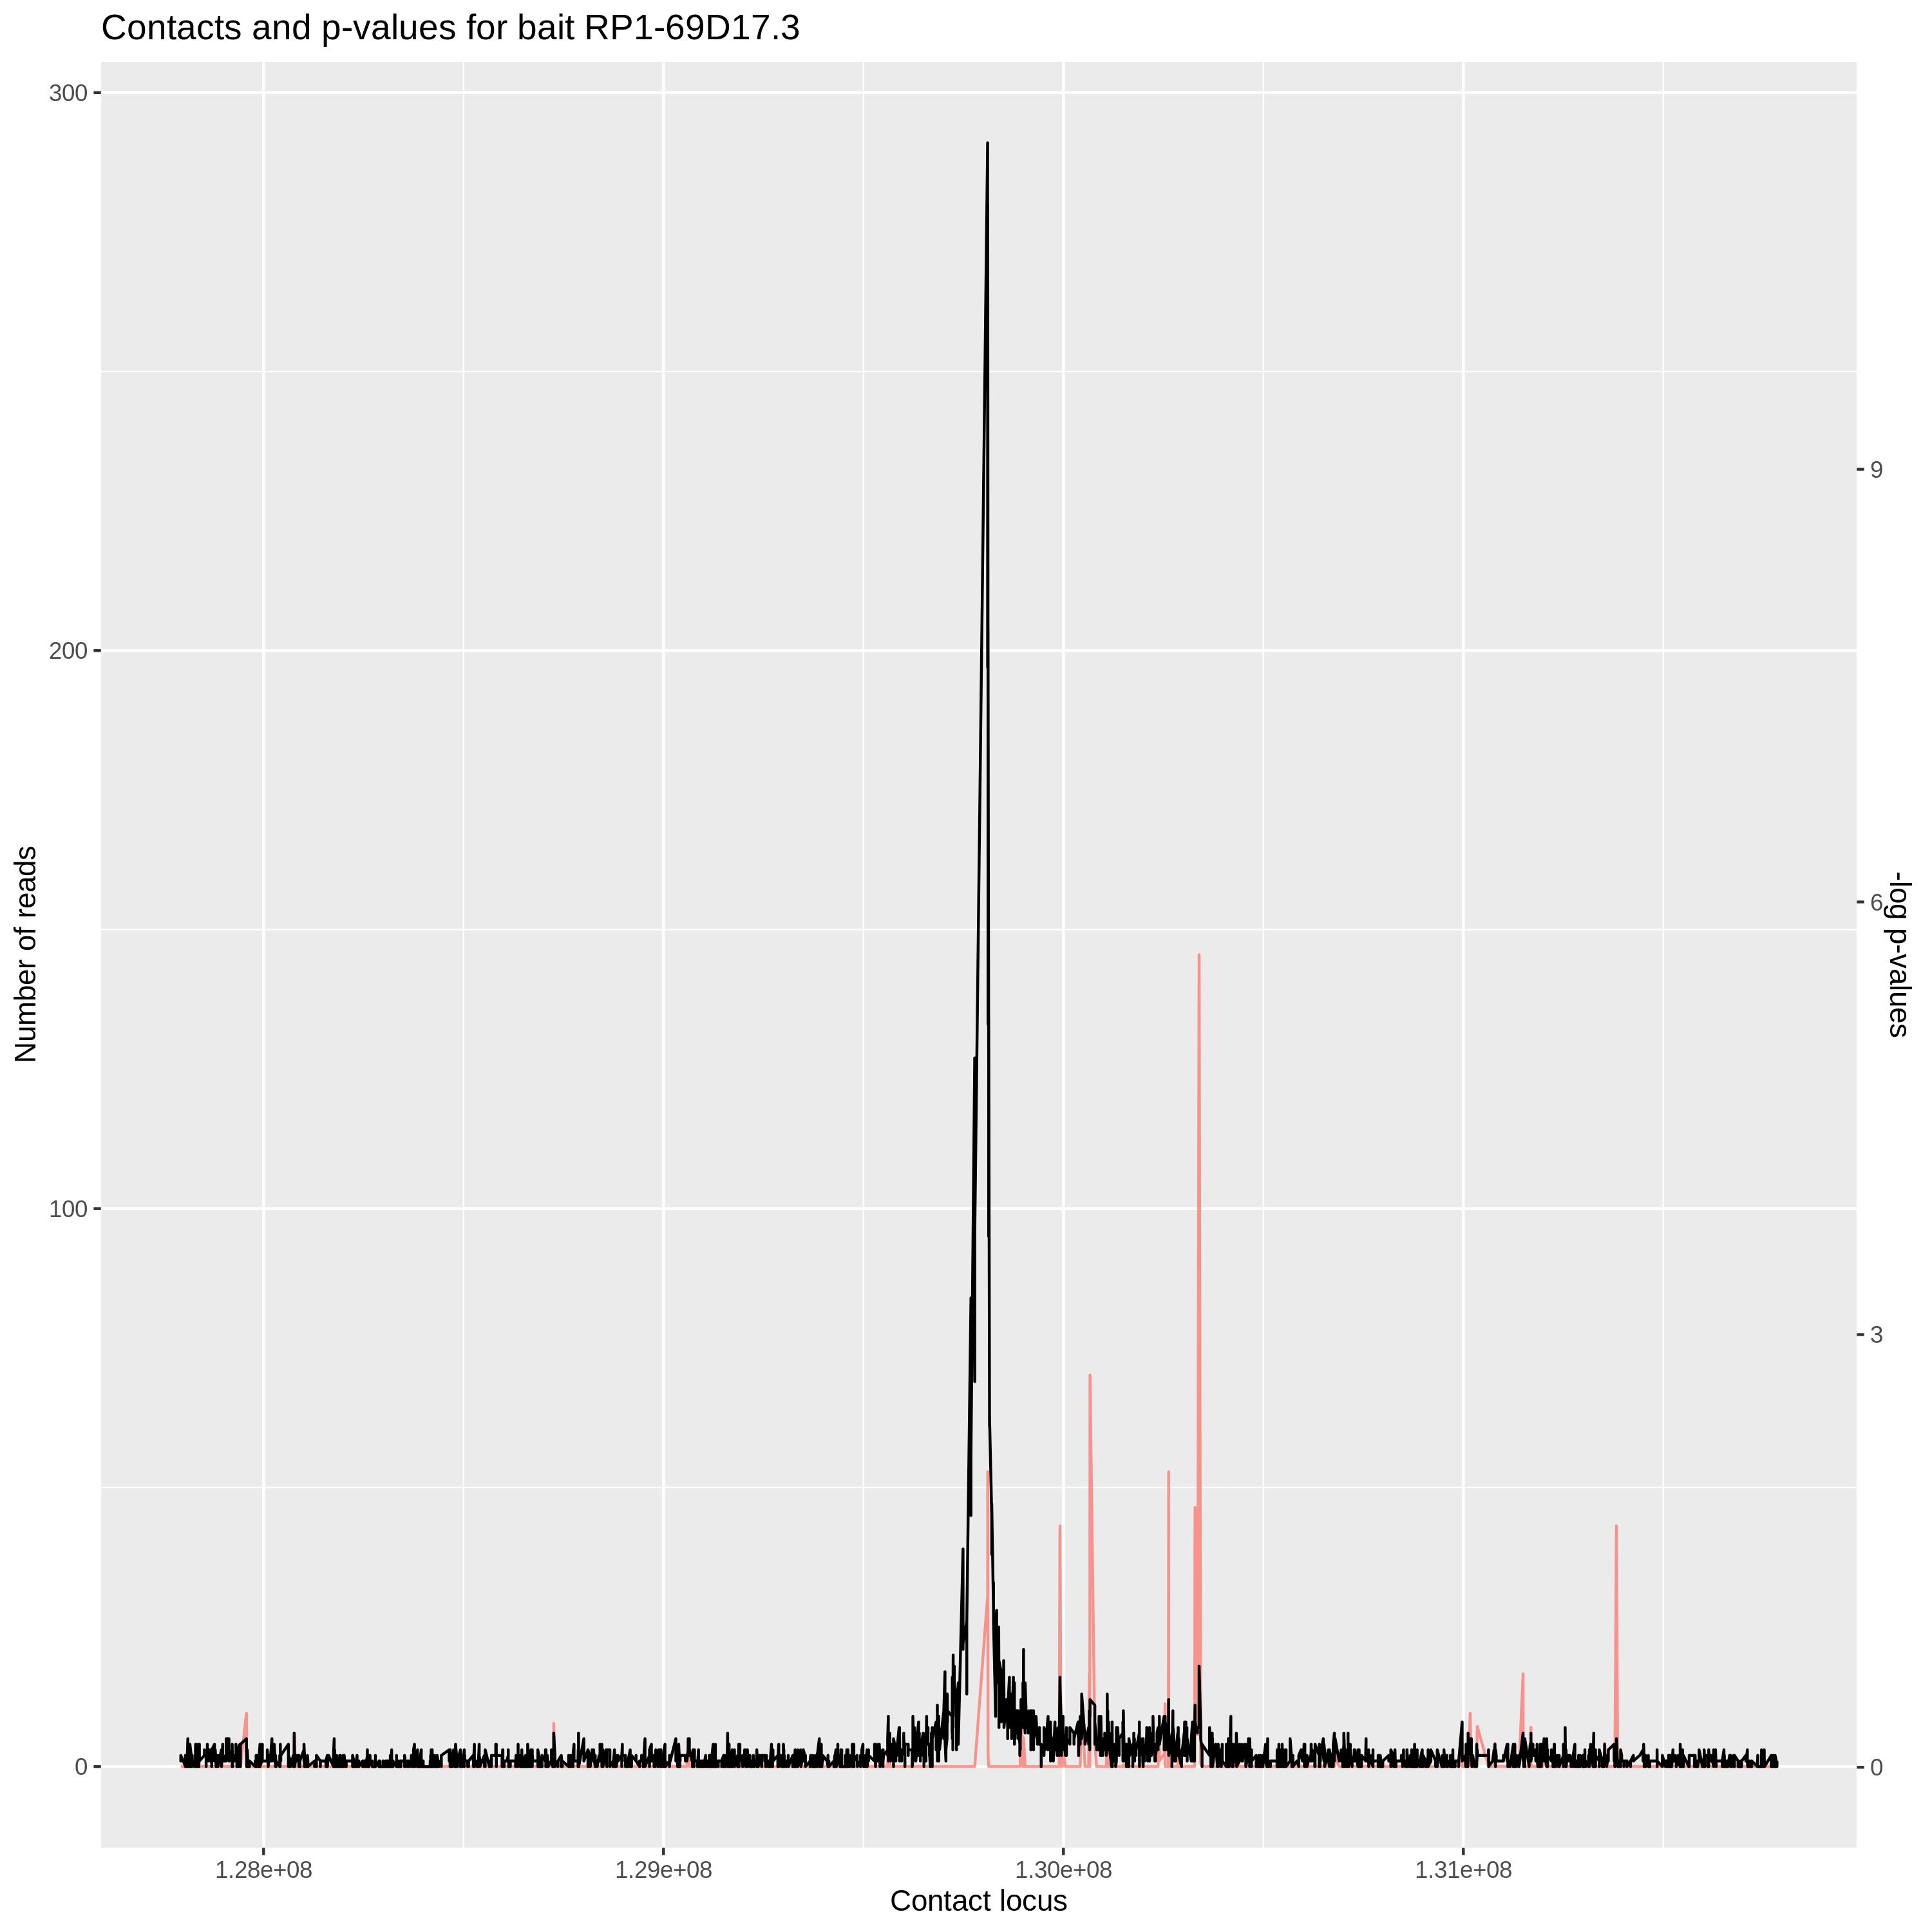 Contacts and p-values for bait RP1-69D17.3
300
200
100
0
Number of reads
9
6
3
0
-log p-values
1.28e+08
1.29e+08
1.30e+08
1.31e+08
Contact locus